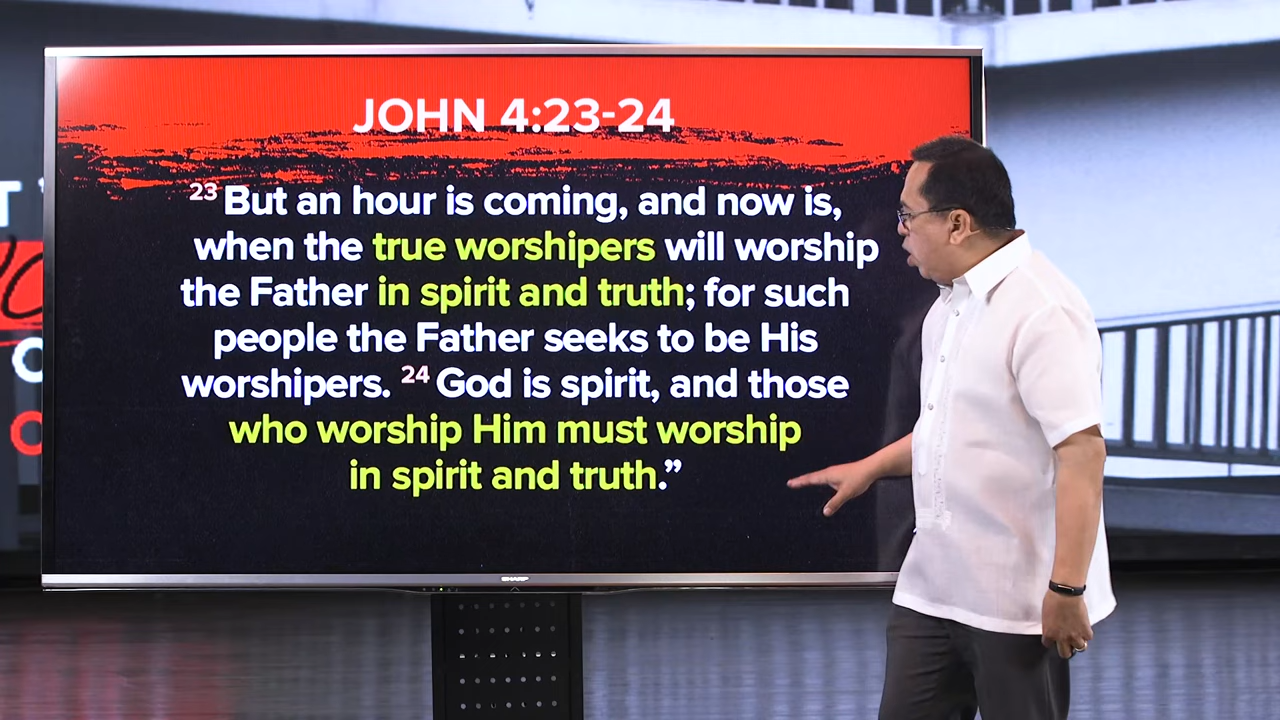 JOHN 4:23-24
23 But an hour is coming, and now is,
when the true worshipers will worship
the Father in spirit and truth; for such
people the Father seeks to be His
worshipers. 24 God is spirit, and those
who worship Him must worship
in spirit and truth.”
SHARP